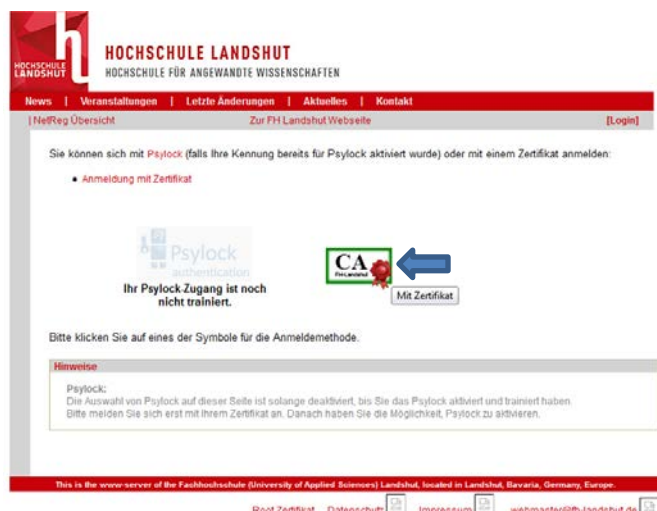 HOCHSCHULE
LANDSHUT
HOCHSCHULE LANDSHUT
HOCHSCHULE FÜR ANGEWANDTE WISSENSCHAFTEN
News | Veranstaltungen | Letzte Änderungen | Aktuelles | Kontakt
| NetReg Übersicht Zur FH Landshut Webseite [Login]
Sie können sich mit Psylock (falls Ihre Kennung bereits für Psylock aktiviert wurde) oder mit einem Zertifikat anmelden:
Anmeldung mit Zertifikat
Psylock
authentication
CA
FH-Landshut
Ihr Psylock-Zugang ist noch
nicht trainiert.
Mit Zertifikat
Bitte klicken Sie auf eines der Symbole für die Anmeldemethode.
Hinweise
Psylock:
Die Auswahl von Psylock auf dieser Seite ist solange deaktiviert, bis Sie das Psylock aktiviert und trainiert haben.
Bitte melden Sie sich erst mit Ihrem Zertifikat an. Danach haben Sie die Möglichkeit, Psylock zu aktivieren.
This is the www-server of the Fachhochschule (University of Applied Sciences) Landshut, located in Landshut, Bavaria, Germany, Europe.
Root Zertifikat Datenschutz Impressum webmaster@fh-landshut.de